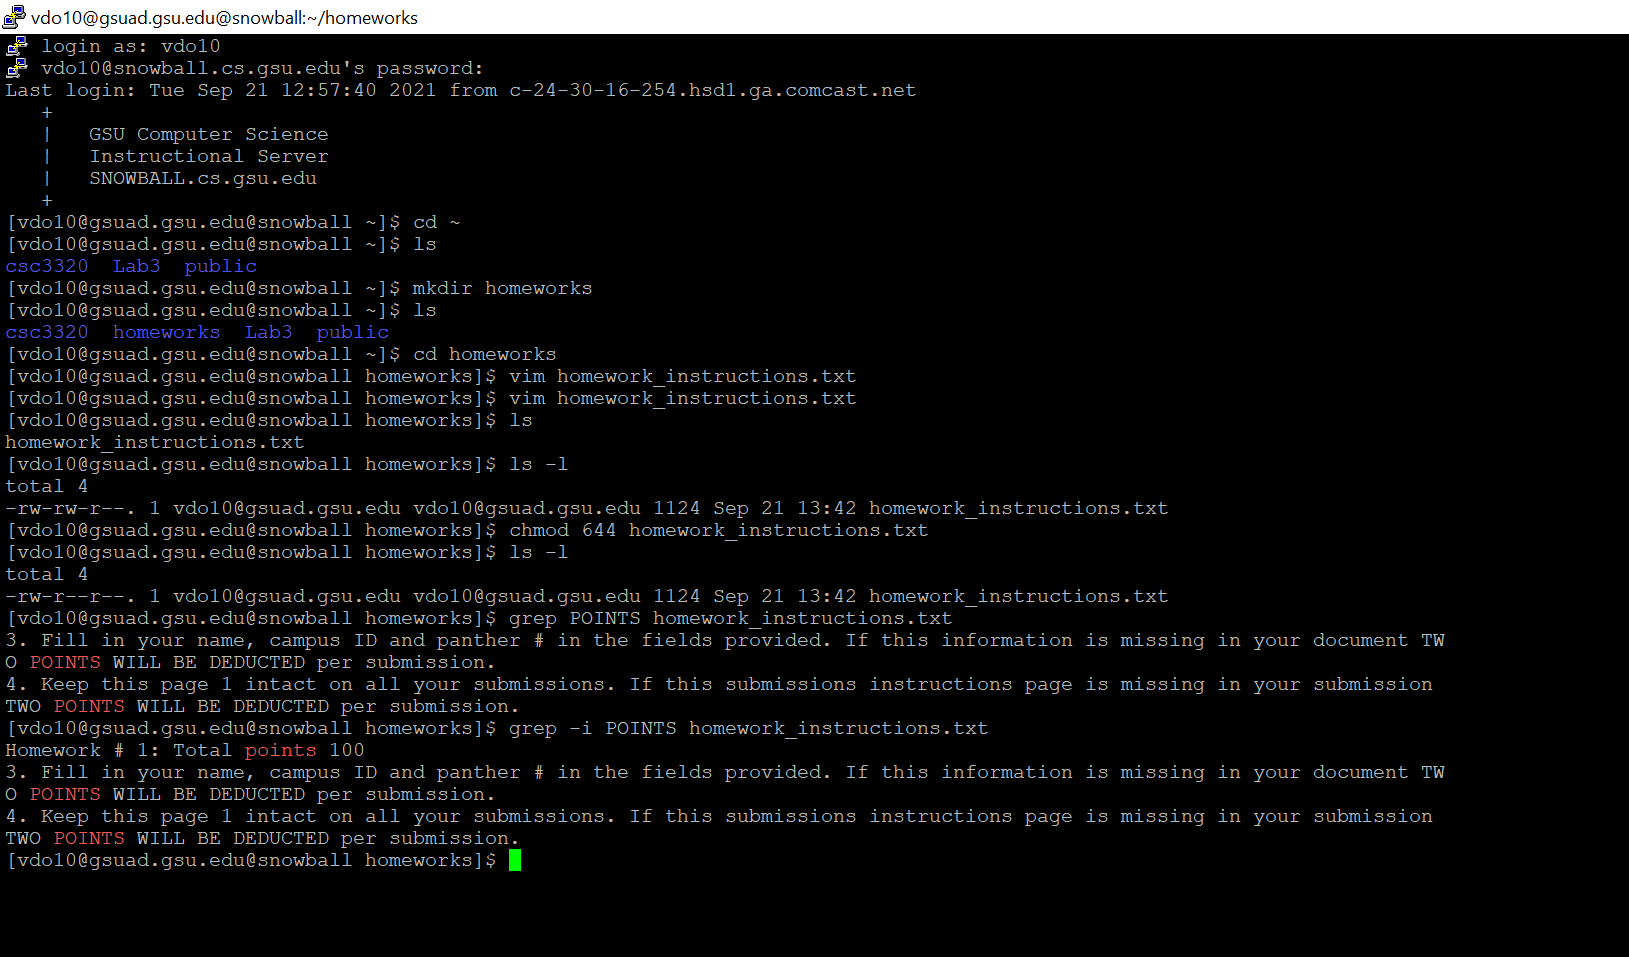 vdo10@gsuad.gsu.edu@snowball:~/homeworks
login as: vdo10
vdo10@snowball.cs.gsu.edu's password:
Last login: Tue Sep 21 12:57:40 2021 from c-24-30-16-254.hsd1.ga.comcast.net
   +
   |   GSU Computer Science
   |   Instructional Server
   |   SNOWBALL.cs.gsu.edu
   +
[vdo10@gsuad.gsu.edu@snowball ~]$ cd ~
[vdo10@gsuad.gsu.edu@snowball ~]$ ls
csc3320  Lab3  public
[vdo10@gsuad.gsu.edu@snowball ~]$ mkdir homeworks
[vdo10@gsuad.gsu.edu@snowball ~]$ ls
csc3320  homeworks  Lab3  public
[vdo10@gsuad.gsu.edu@snowball ~]$ cd homeworks
[vdo10@gsuad.gsu.edu@snowball homeworks]$ vim homework_instructions.txt
[vdo10@gsuad.gsu.edu@snowball homeworks]$ vim homework_instructions.txt
[vdo10@gsuad.gsu.edu@snowball homeworks]$ ls
homework_instructions.txt
[vdo10@gsuad.gsu.edu@snowball homeworks]$ ls -l
total 4
-rw-rw-r--. 1 vdo10@gsuad.gsu.edu vdo10@gsuad.gsu.edu 1124 Sep 21 13:42 homework_instructions.txt
[vdo10@gsuad.gsu.edu@snowball homeworks]$ chmod 644 homework_instructions.txt
[vdo10@gsuad.gsu.edu@snowball homeworks]$ ls -l
total 4
-rw-r--r--. 1 vdo10@gsuad.gsu.edu vdo10@gsuad.gsu.edu 1124 Sep 21 13:42 homework_instructions.txt
[vdo10@gsuad.gsu.edu@snowball homeworks]$ grep POINTS homework_instructions.txt
3. Fill in your name, campus ID and panther # in the fields provided. If this information is missing in your document TW
O POINTS WILL BE DEDUCTED per submission.
4. Keep this page 1 intact on all your submissions. If this submissions instructions page is missing in your submission
TWO POINTS WILL BE DEDUCTED per submission.
[vdo10@gsuad.gsu.edu@snowball homeworks]$ grep -i POINTS homework_instructions.txt
Homework # 1: Total points 100
3. Fill in your name, campus ID and panther # in the fields provided. If this information is missing in your document TW
O POINTS WILL BE DEDUCTED per submission.
4. Keep this page 1 intact on all your submissions. If this submissions instructions page is missing in your submission
TWO POINTS WILL BE DEDUCTED per submission.
[vdo10@gsuad.gsu.edu@snowball homeworks]$